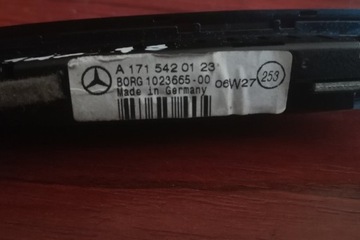 A 171 542 01 23
BORG 1023665-00 06W27 253
Made in Germany